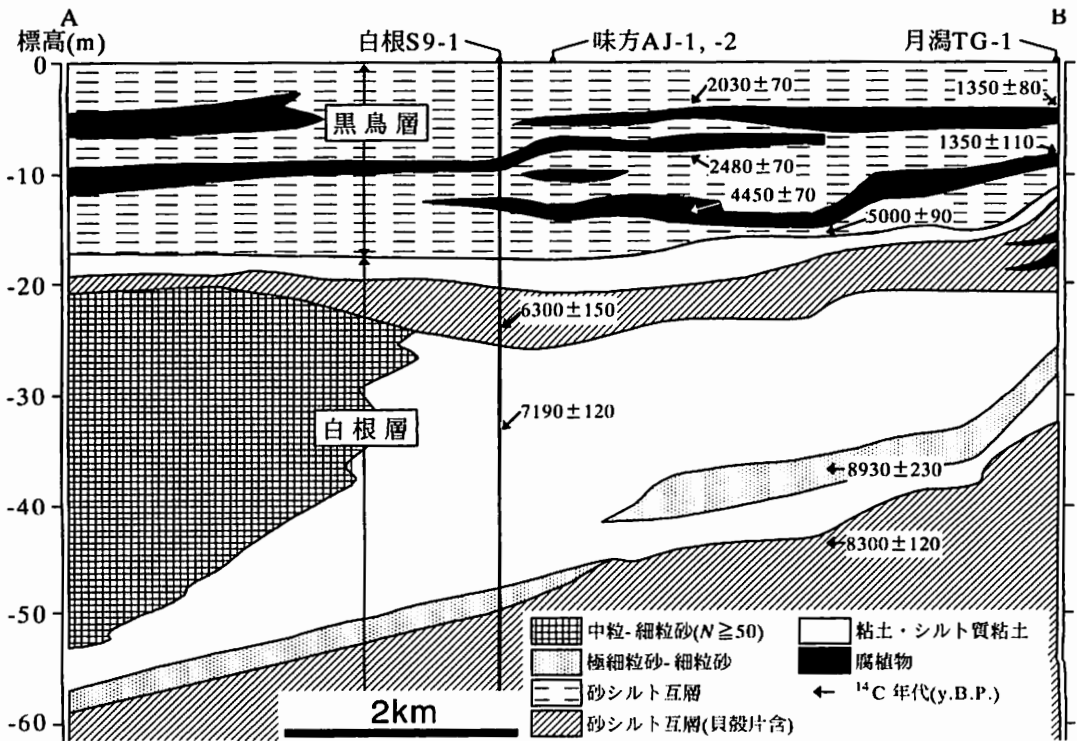 A
B
標高(m)
白根S9-1
味方AJ-1, -2
月潟TG-1
0
-10
-20
-30
-40
-50
-60
2030±70
1350±80
黒鳥層
1350±110
2480±70
4450±70
5000±90
6300±150
7190±120
白根層
8930±230
8300±120
中粒-細粒砂(N≧50)
極細粒砂-細粒砂
砂シルト互層
砂シルト互層(貝殻片含)
粘土・シルト質粘土
腐植物
¹⁴C 年代(y.B.P.)
2km